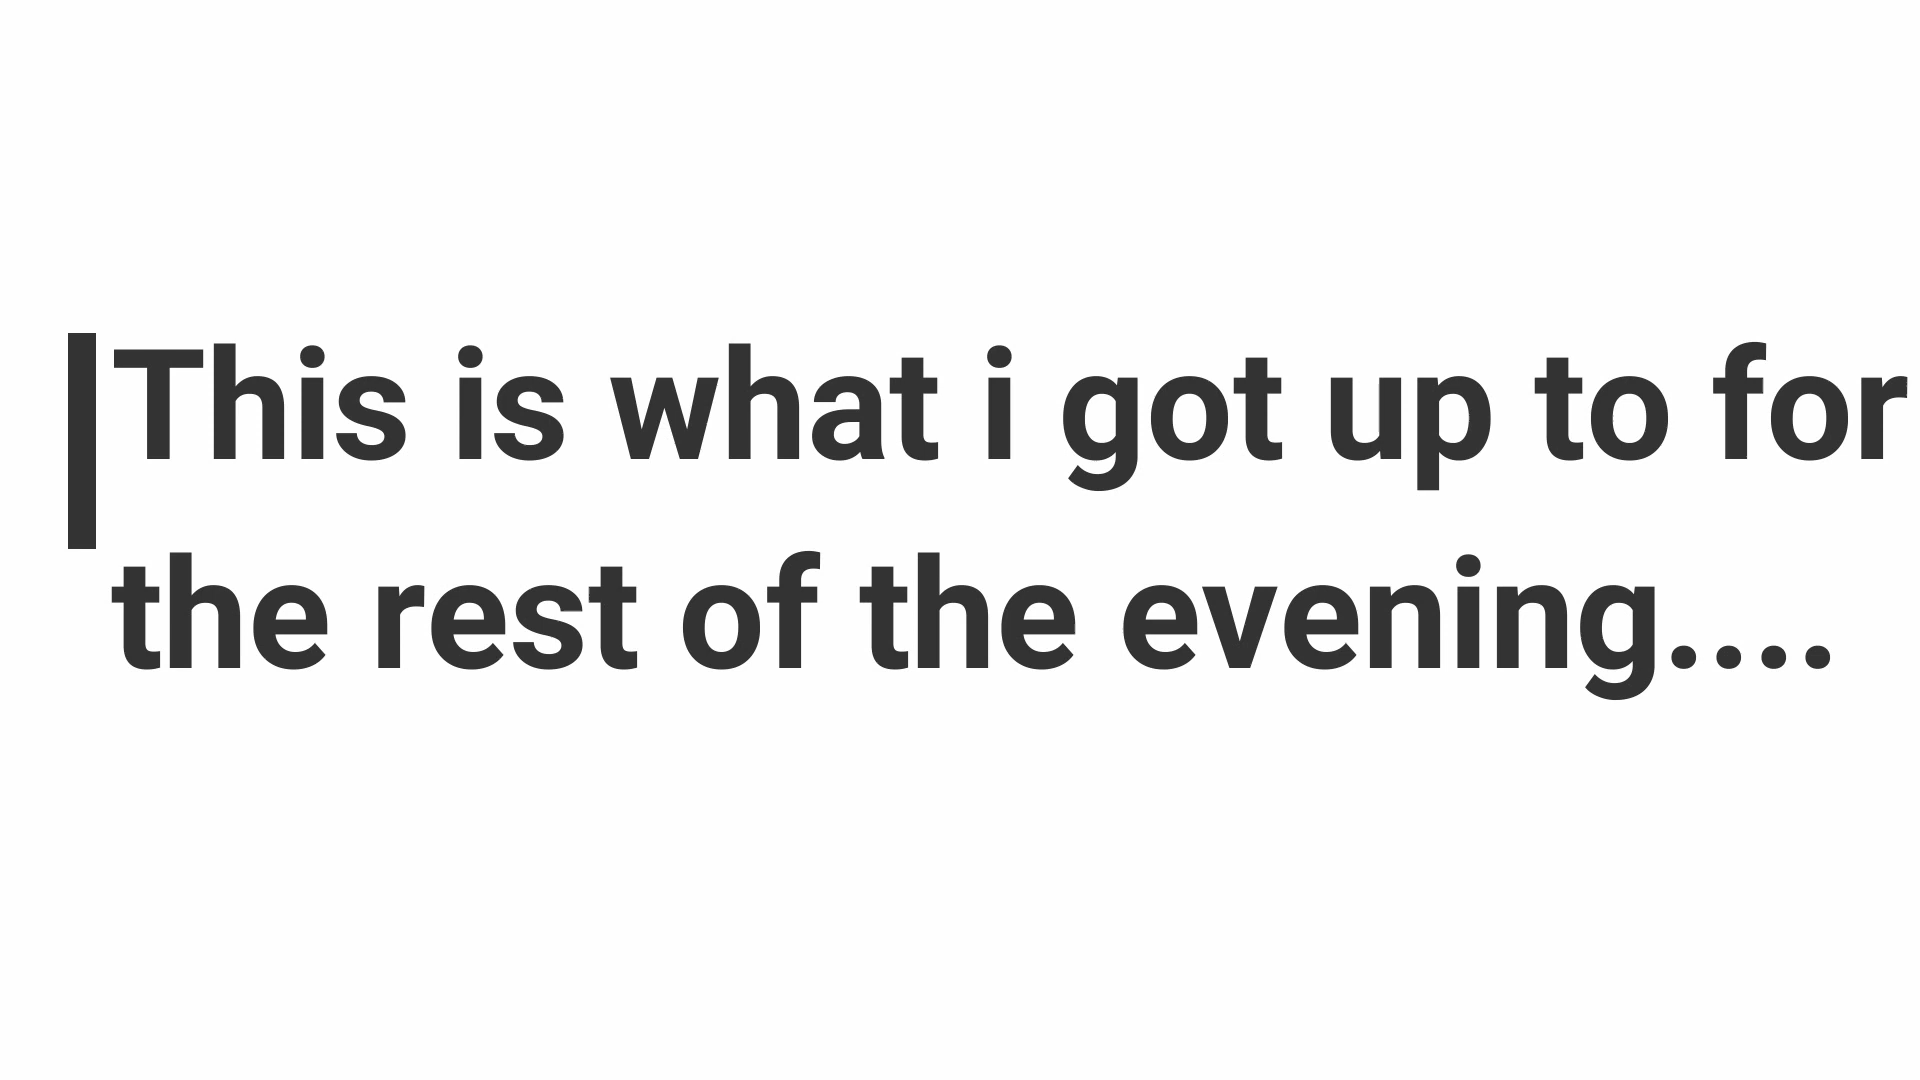 This is what i got up to for
the rest of the evening....